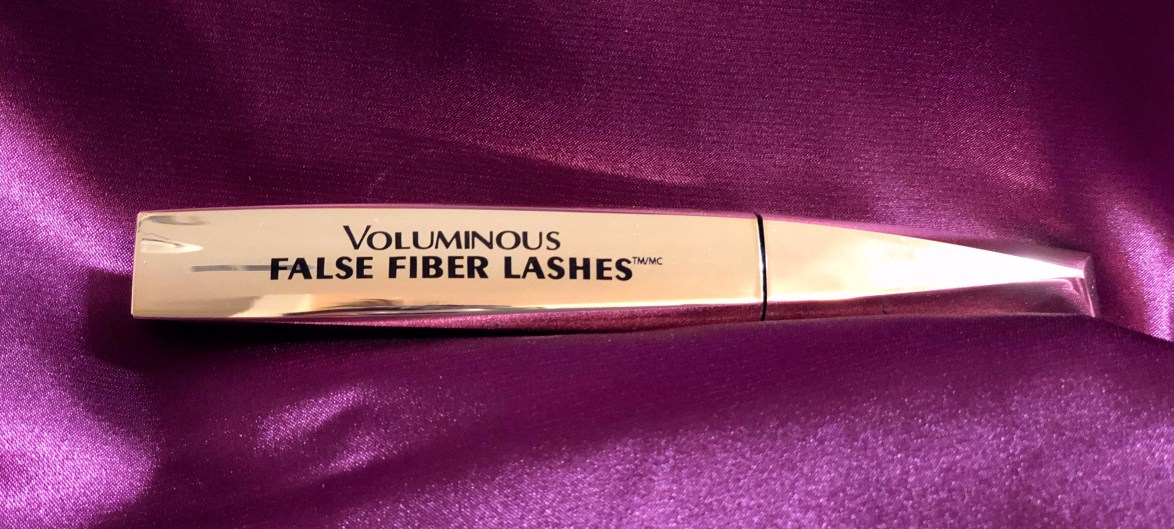 VOLUMINOUS
FALSE FIBER LASHES™/MC